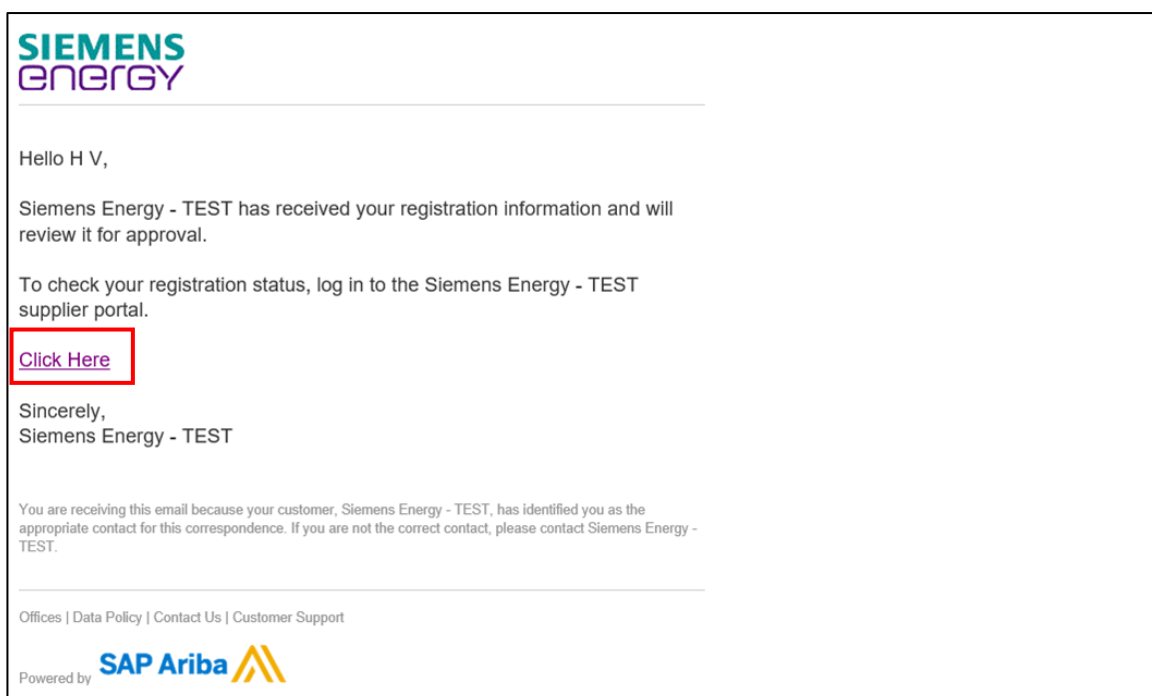 SIEMENS
energy
Hello H V,
Siemens Energy - TEST has received your registration information and will
review it for approval.
To check your registration status, log in to the Siemens Energy - TEST
supplier portal.
Click Here
Sincerely,
Siemens Energy - TEST
You are receiving this email because your customer, Siemens Energy - TEST, has identified you as the
appropriate contact for this correspondence. If you are not the correct contact, please contact Siemens Energy -
TEST.
Offices | Data Policy | Contact Us | Customer Support
Powered by SAP Ariba